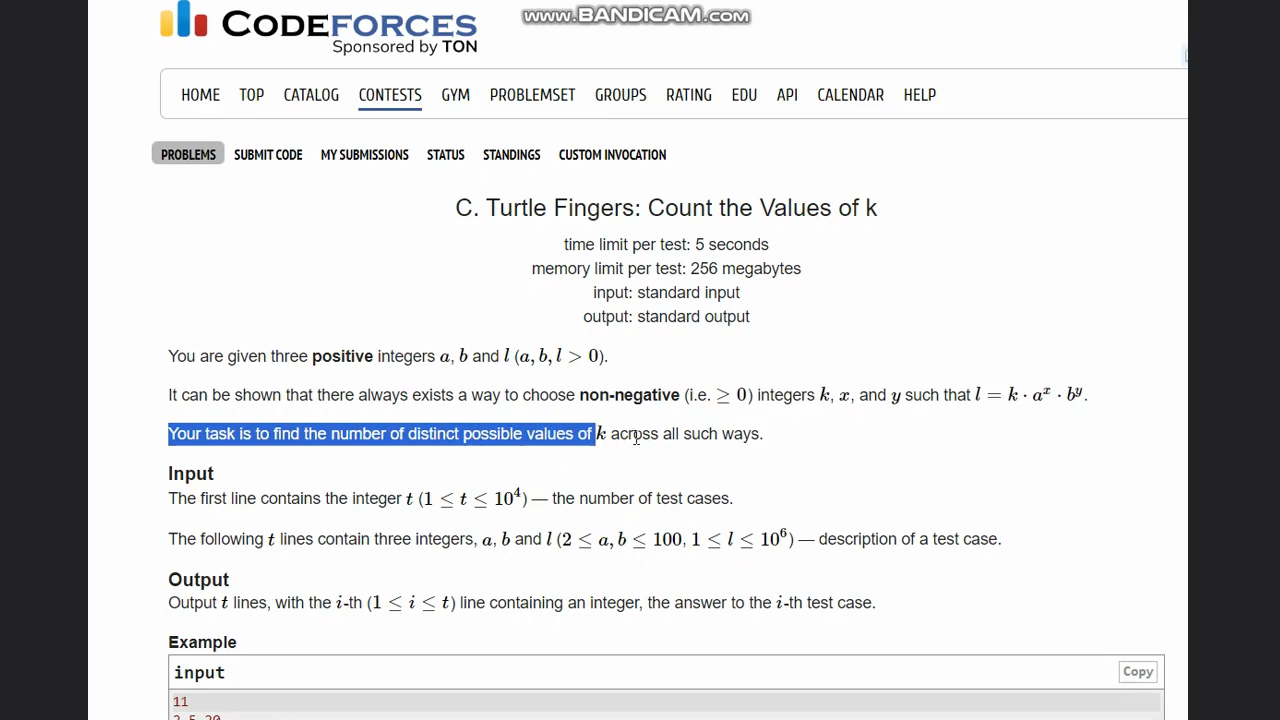 www.BANDICAM.com
CODEFORCES
Sponsored by TON
HOME TOP CATALOG CONTESTS GYM PROBLEMSET GROUPS RATING EDU API CALENDAR HELP
PROBLEMS SUBMIT CODE MY SUBMISSIONS STATUS STANDINGS CUSTOM INVOCATION
C. Turtle Fingers: Count the Values of k
time limit per test: 5 seconds
memory limit per test: 256 megabytes
input: standard input
output: standard output
You are given three positive integers a, b and l (a, b, l > 0).
It can be shown that there always exists a way to choose non-negative (i.e. ≥ 0) integers k, x, and y such that l = k · a^x · b^y.
Your task is to find the number of distinct possible values of k across all such ways.
Input
The first line contains the integer t (1 ≤ t ≤ 10^4) — the number of test cases.
The following t lines contain three integers, a, b and l (2 ≤ a, b ≤ 100, 1 ≤ l ≤ 10^6) — description of a test case.
Output
Output t lines, with the i-th (1 ≤ i ≤ t) line containing an integer, the answer to the i-th test case.
Example
input Copy
11
2 5 20